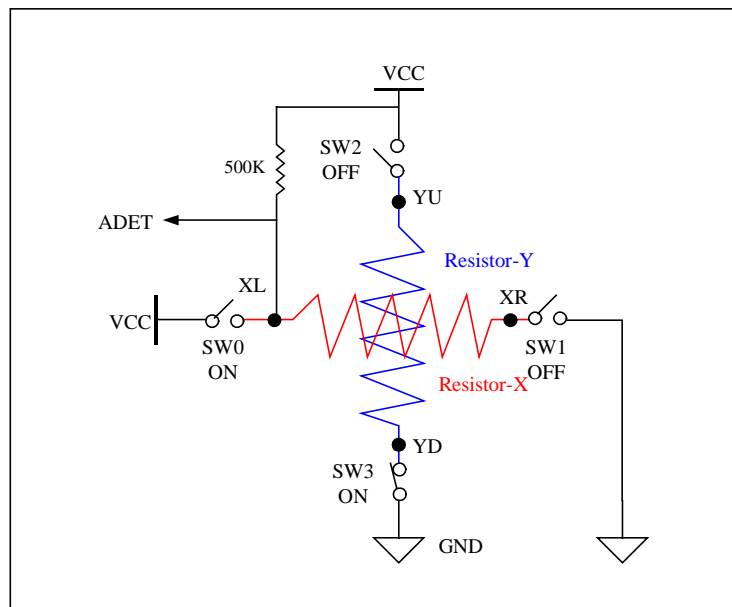 VCC
SW2
OFF
500K
YU
ADET
Resistor-Y
XL
XR
VCC
SW0
ON
SW1
OFF
Resistor-X
YD
SW3
ON
GND